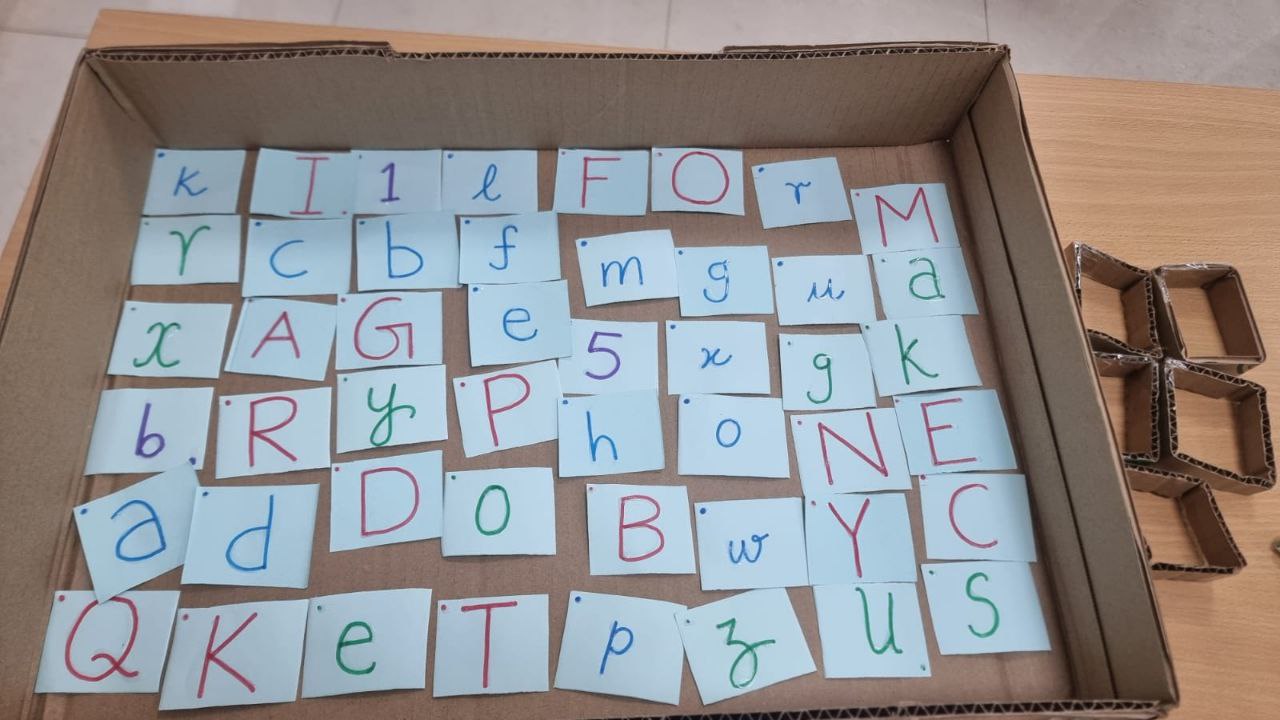 k I 1 l F O r M
r c b f m g u a
x A G e 5 x g k
b R y P h o N E
a d D o B w Y C
Q K e T p z u S